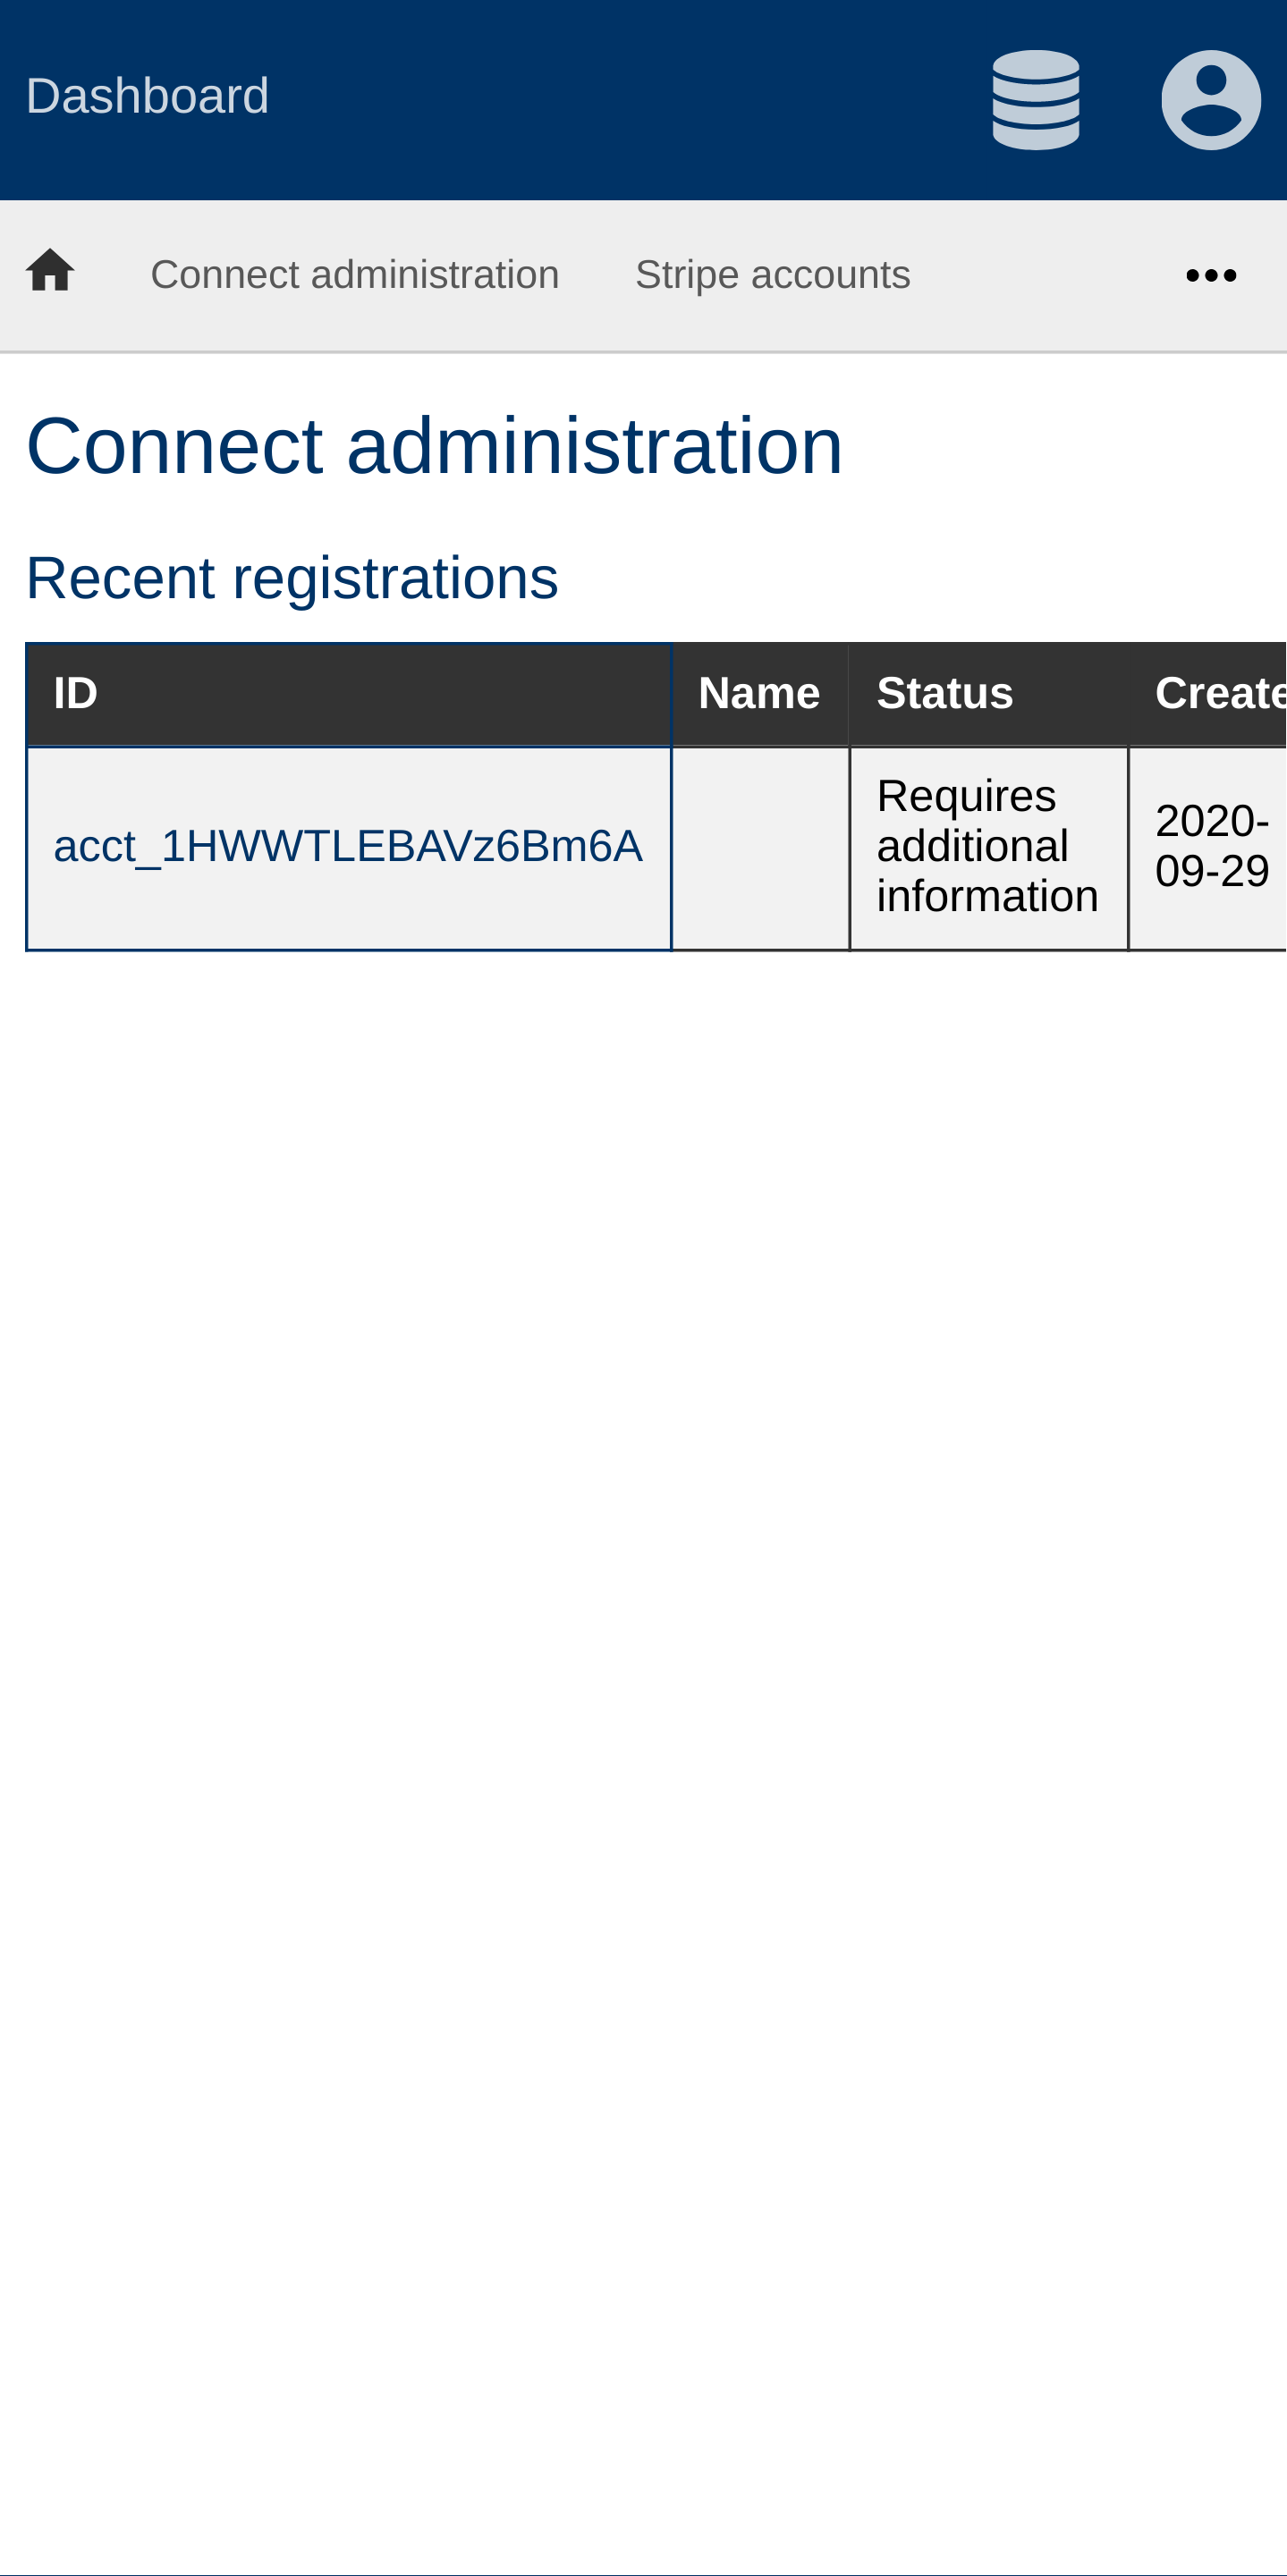 Dashboard
Connect administration Stripe accounts
Connect administration
Recent registrations
ID Name Status Create
acct_1HWWTLEBAVz6Bm6A Requires additional information 2020-09-29